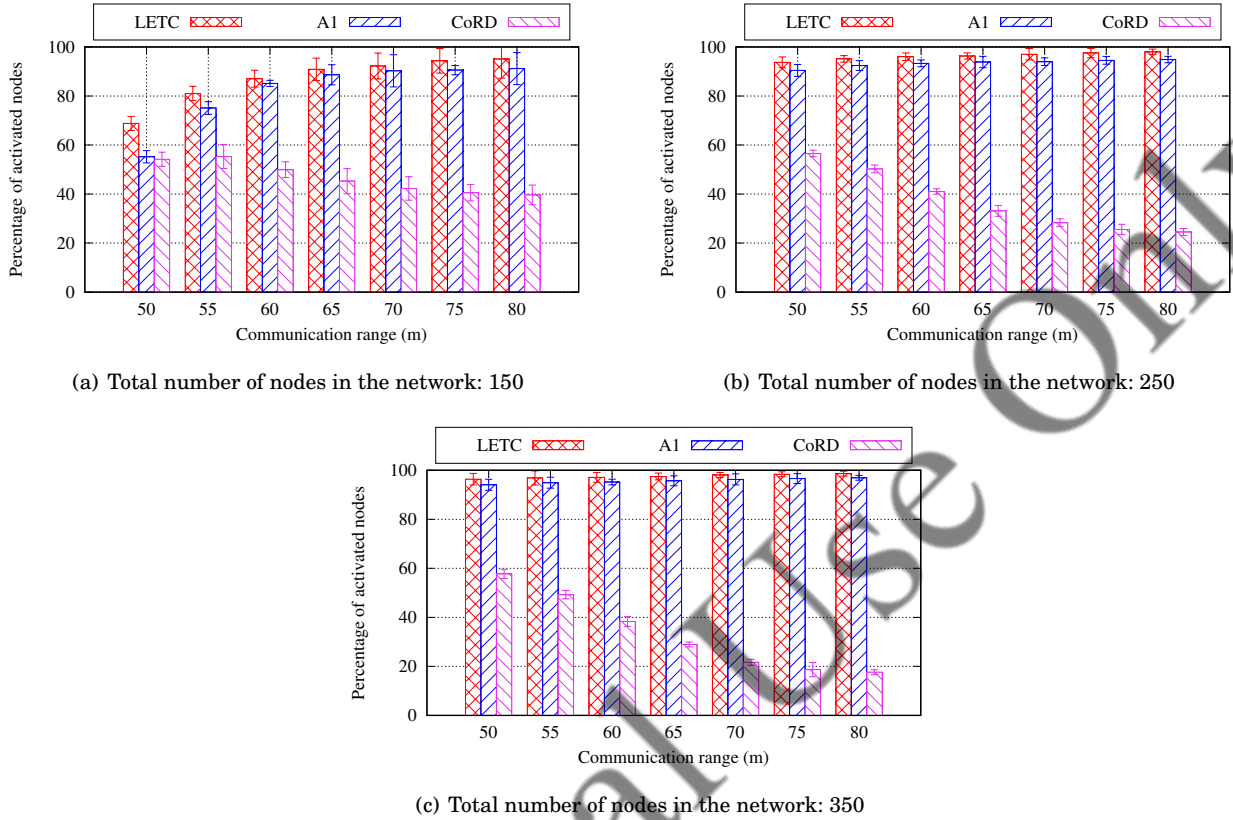 LETC A1 CoRD
Percentage of activated nodes
100
80
60
40
20
0
50 55 60 65 70 75 80
Communication range (m)
(a) Total number of nodes in the network: 150
LETC A1 CoRD
Percentage of activated nodes
100
80
60
40
20
0
50 55 60 65 70 75 80
Communication range (m)
(b) Total number of nodes in the network: 250
LETC A1 CoRD
Percentage of activated nodes
100
80
60
40
20
0
50 55 60 65 70 75 80
Communication range (m)
(c) Total number of nodes in the network: 350
Use